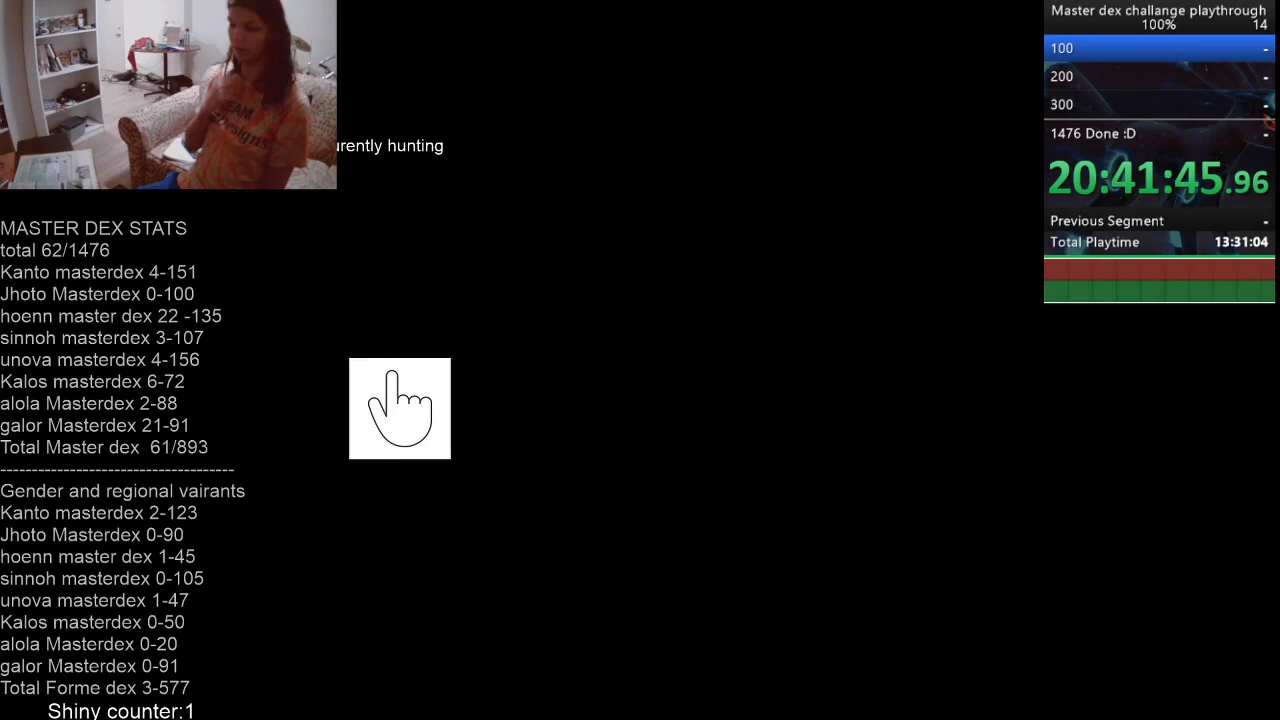 urently hunting
MASTER DEX STATS
total 62/1476
Kanto masterdex 4-151
Jhoto Masterdex 0-100
hoenn master dex 22 -135
sinnoh masterdex 3-107
unova masterdex 4-156
Kalos masterdex 6-72
alola Masterdex 2-88
galor Masterdex 21-91
Total Master dex  61/893
-------------------------------------
Gender and regional vairants
Kanto masterdex 2-123
Jhoto Masterdex 0-90
hoenn master dex 1-45
sinnoh masterdex 0-105
unova masterdex 1-47
Kalos masterdex 0-50
alola Masterdex 0-20
galor Masterdex 0-91
Total Forme dex 3-577
Shiny counter:1
Master dex challange playthrough
100% 14
100 -
200 -
300 -
1476 Done :D -
20:41:45.96
Previous Segment -
Total Playtime 13:31:04